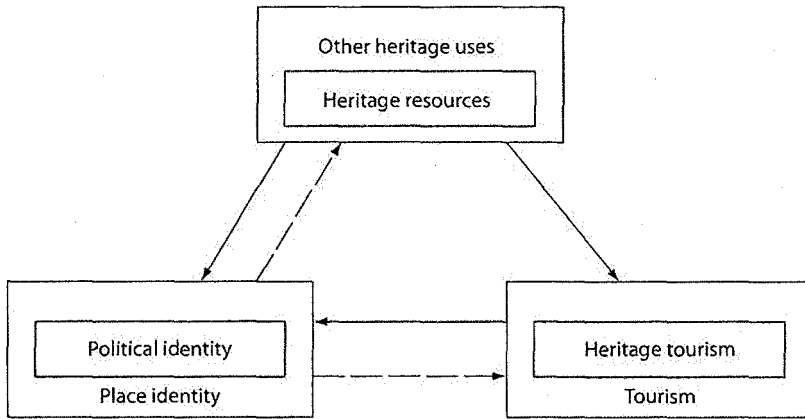 Other heritage uses
Heritage resources
Political identity
Place identity
Heritage tourism
Tourism